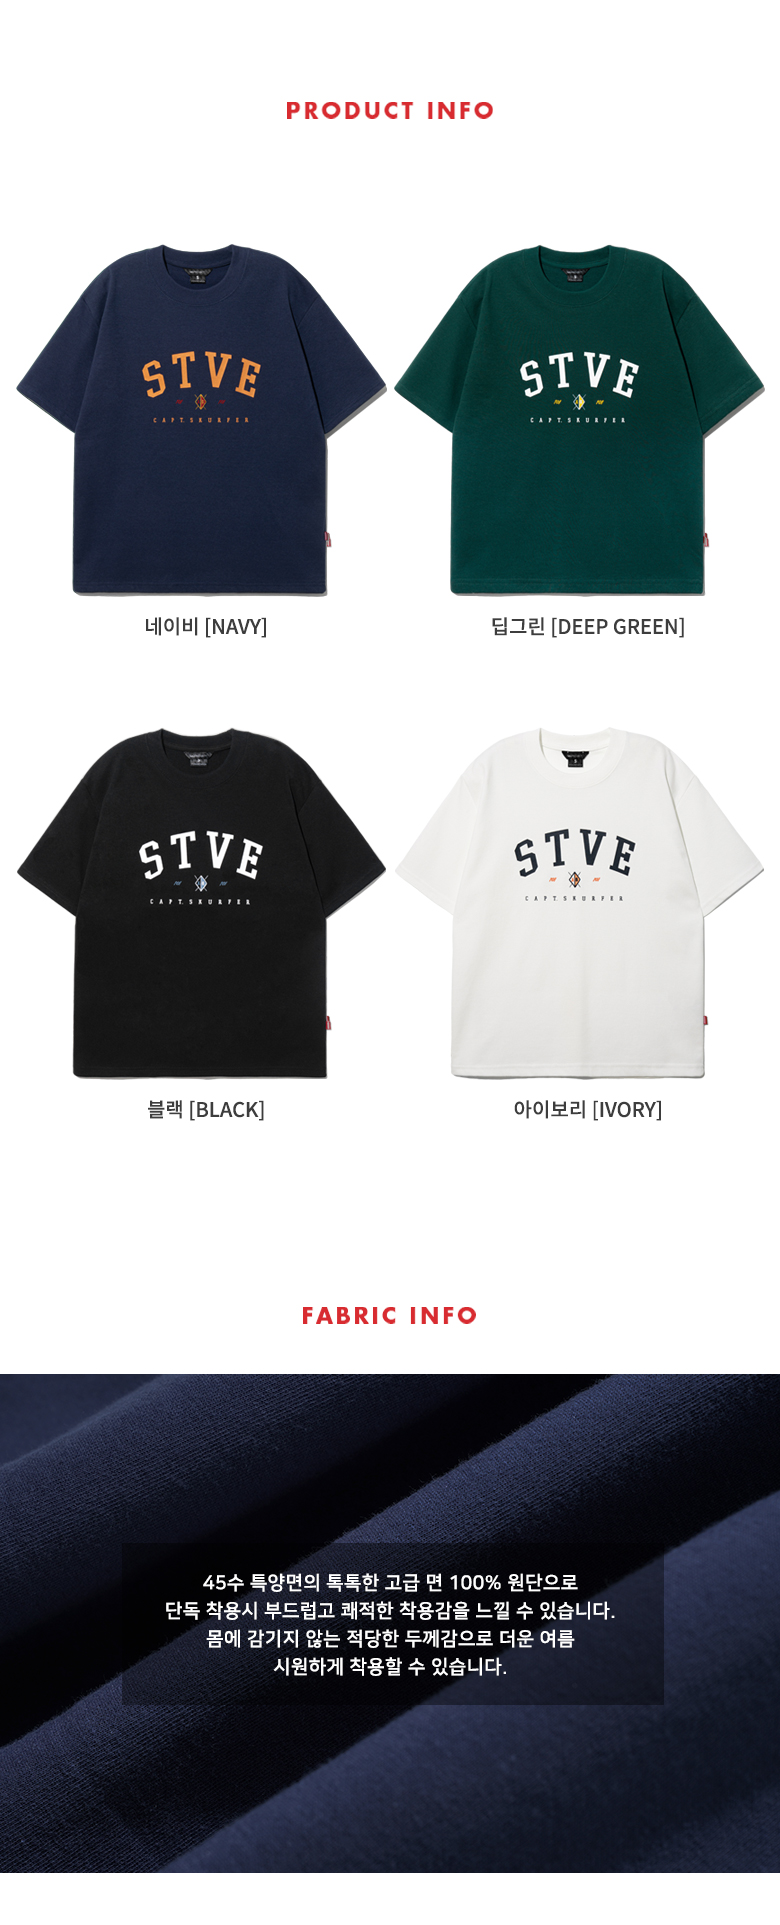 PRODUCT INFO
STVE
CAPT.SKURFER
STVE
CAPT.SKURFER
네이비 [NAVY]
딥그린 [DEEP GREEN]
STVE
CAPT.SKURFER
STVE
CAPT.SKURFER
블랙 [BLACK]
아이보리 [IVORY]
FABRIC INFO
45수 특양면의 톡톡한 고급 면 100% 원단으로
단독 착용시 부드럽고 쾌적한 착용감을 느낄 수 있습니다.
몸에 감기지 않는 적당한 두께감으로 더운 여름
시원하게 착용할 수 있습니다.